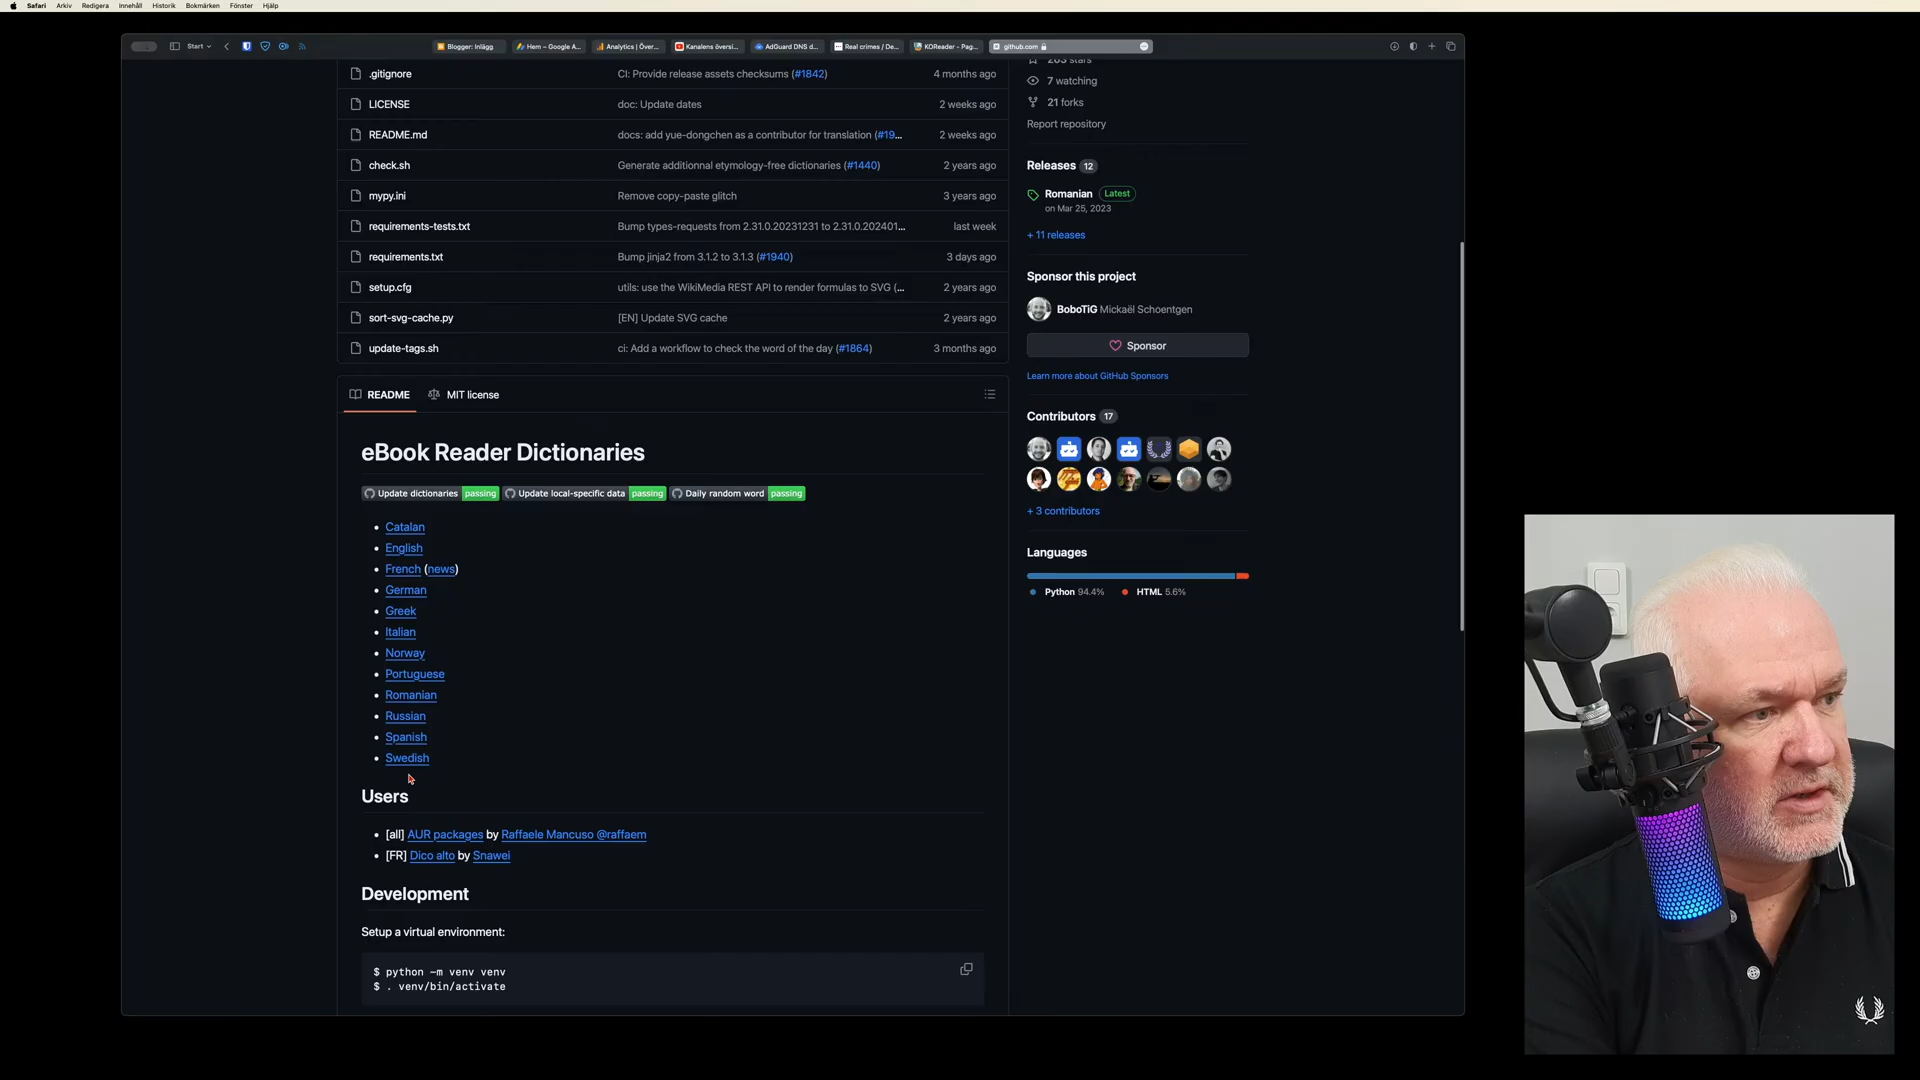 Safari Arkiv Redigera Innehåll Historik Bokmärken Fönster Hjälp
Start
Blogger: Inlägg
Hem – Google A...
Analytics | Över...
Kanalens översi...
AdGuard DNS d...
Real crimes / De...
KOReader - Pag...
github.com
.gitignore CI: Provide release assets checksums (#1842) 4 months ago
LICENSE doc: Update dates 2 weeks ago
README.md docs: add yue-dongchen as a contributor for translation (#19... 2 weeks ago
check.sh Generate additionnal etymology-free dictionaries (#1440) 2 years ago
mypy.ini Remove copy-paste glitch 3 years ago
requirements-tests.txt Bump types-requests from 2.31.0.20231231 to 2.31.0.202401... last week
requirements.txt Bump jinja2 from 3.1.2 to 3.1.3 (#1940) 3 days ago
setup.cfg utils: use the WikiMedia REST API to render formulas to SVG (... 2 years ago
sort-svg-cache.py [EN] Update SVG cache 2 years ago
update-tags.sh ci: Add a workflow to check the word of the day (#1864) 3 months ago
README MIT license
eBook Reader Dictionaries
Update dictionaries passing Update local-specific data passing Daily random word passing
Catalan
English
French (news)
German
Greek
Italian
Norway
Portuguese
Romanian
Russian
Spanish
Swedish
Users
[all] AUR packages by Raffaele Mancuso @raffaem
[FR] Dico alto by Snawei
Development
Setup a virtual environment:
$ python -m venv venv
$ . venv/bin/activate
stars
7 watching
21 forks
Report repository
Releases 12
Romanian Latest
on Mar 25, 2023
+ 11 releases
Sponsor this project
BoboTiG Mickaël Schoentgen
Sponsor
Learn more about GitHub Sponsors
Contributors 17
+ 3 contributors
Languages
Python 94.4% HTML 5.6%